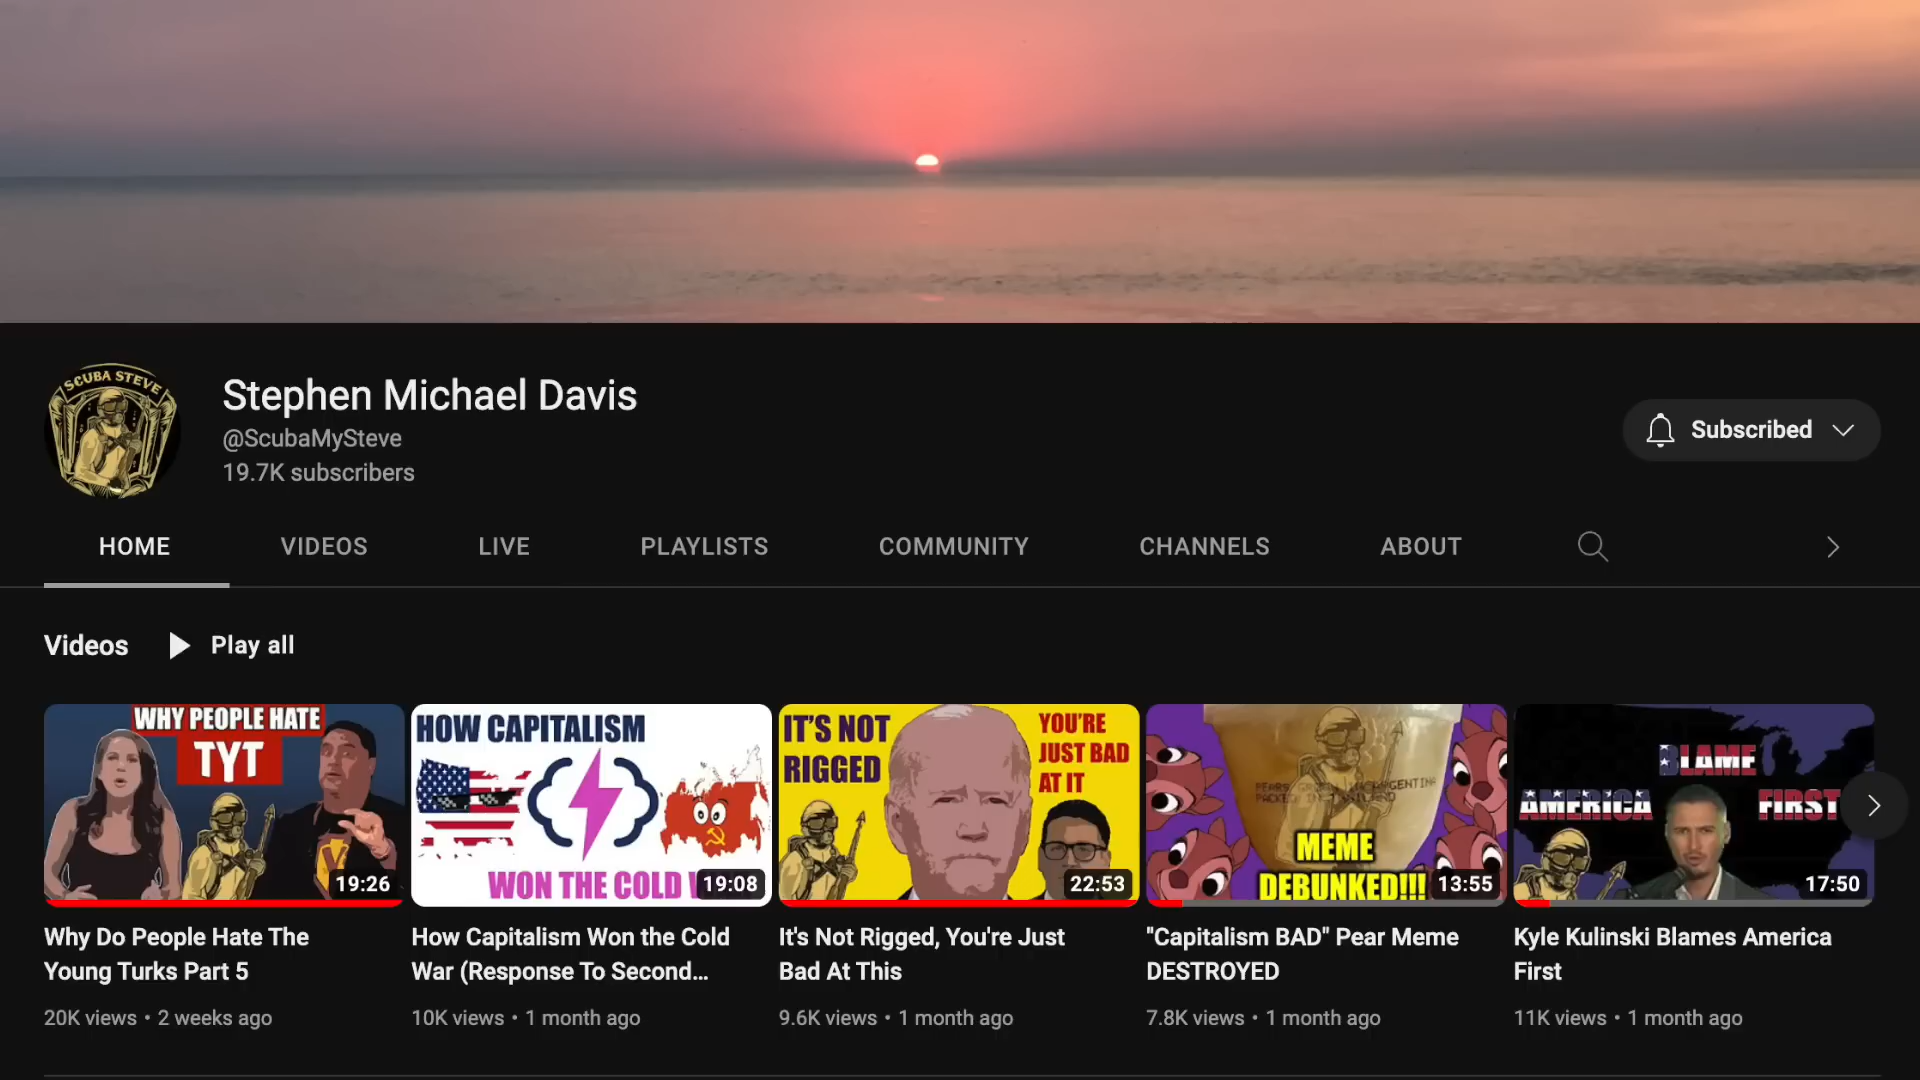 SCUBA STEVE
Stephen Michael Davis
@ScubaMySteve
19.7K subscribers
Subscribed
HOME
VIDEOS
LIVE
PLAYLISTS
COMMUNITY
CHANNELS
ABOUT
Videos
Play all
WHY PEOPLE HATE
TYT
19:26
HOW CAPITALISM
WON THE COLD
19:08
IT'S NOT
RIGGED
YOU'RE
JUST BAD
AT IT
22:53
MEME
DEBUNKED!!!
13:55
BLAME
AMERICA
FIRST
17:50
Why Do People Hate The
Young Turks Part 5
20K views • 2 weeks ago
How Capitalism Won the Cold
War (Response To Second...
10K views • 1 month ago
It's Not Rigged, You're Just
Bad At This
9.6K views • 1 month ago
"Capitalism BAD" Pear Meme
DESTROYED
7.8K views • 1 month ago
Kyle Kulinski Blames America
First
11K views • 1 month ago